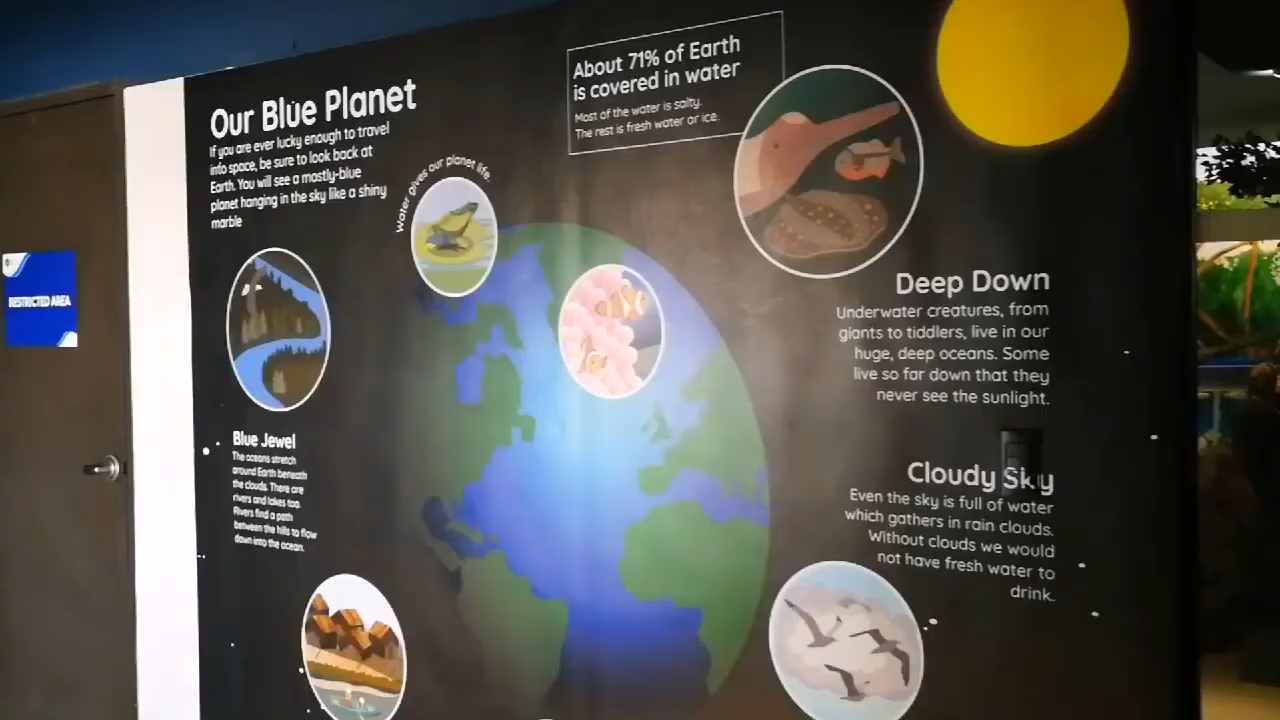 Our Blue Planet
If you are ever lucky enough to travel
into space, be sure to look back at
Earth. You will see a mostly-blue
planet hanging in the sky like a shiny
marble
About 71% of Earth
is covered in water
Most of the water is salty.
The rest is fresh water or ice.
Water gives our planet life.
RESTRICTED AREA
Deep Down
Underwater creatures, from
giants to tiddlers, live in our
huge, deep oceans. Some
live so far down that they
never see the sunlight.
Blue Jewel
The oceans stretch
around Earth beneath
the clouds. There are
rivers and lakes too.
Rivers find a path
between the hills to flow
down into the ocean.
Cloudy Sky
Even the sky is full of water
which gathers in rain clouds.
Without clouds we would
not have fresh water to
drink.